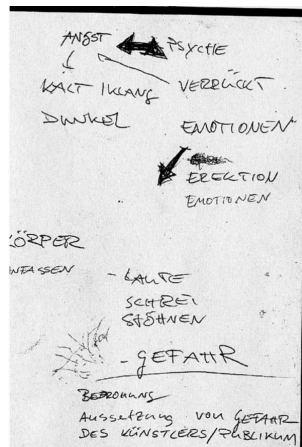 ANGST PSYCHE
KALT / KLANG VERRÜCKT
DUNKEL EMOTIONEN
EREKTION
EMOTIONEN
KÖRPER
ANFASSEN
- LAUTE
SCHREI
STÖHNEN
- GEFAHR
BEDROHUNG
AUSSETZUNG VON GEFAHR
DES KÜNSTLERS/PUBLIKUM